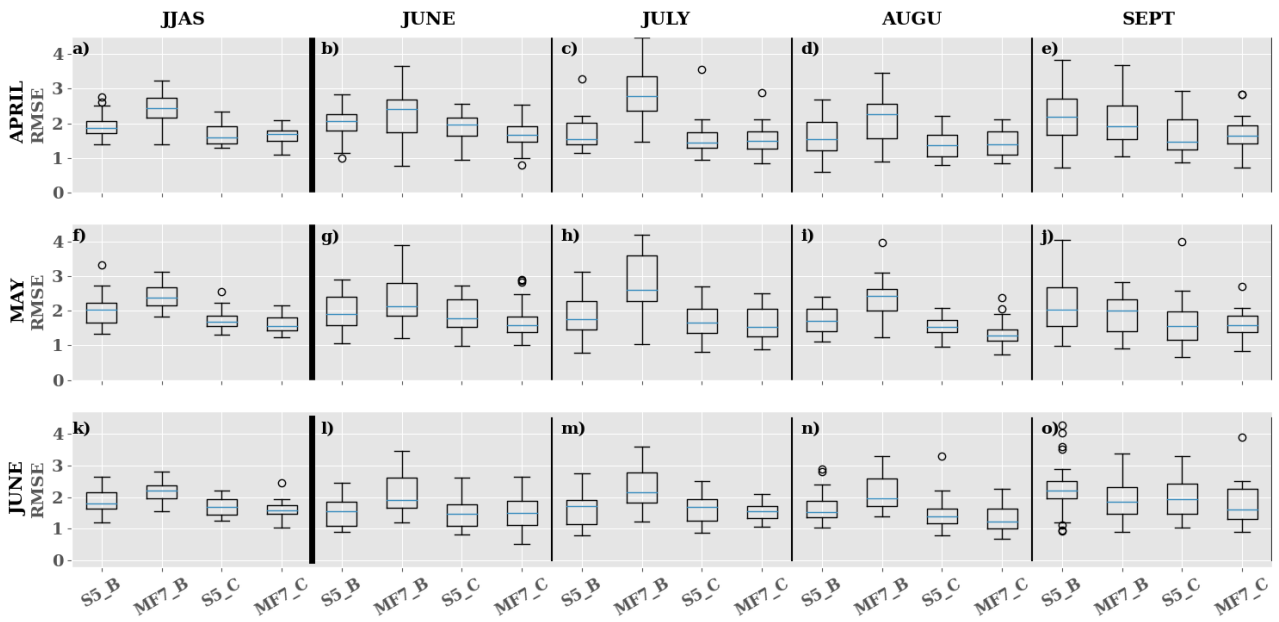 JJAS JUNE JULY AUGU SEPT
a) b) c) d) e)
APRIL
RMSE
4
3
2
1
0
f) g) h) i) j)
MAY
RMSE
4
3
2
1
0
k) l) m) n) o)
JUNE
RMSE
4
3
2
1
0
S5_B MF7_B S5_C MF7_C S5_B MF7_B S5_C MF7_C S5_B MF7_B S5_C MF7_C S5_B MF7_B S5_C MF7_C S5_B MF7_B S5_C MF7_C